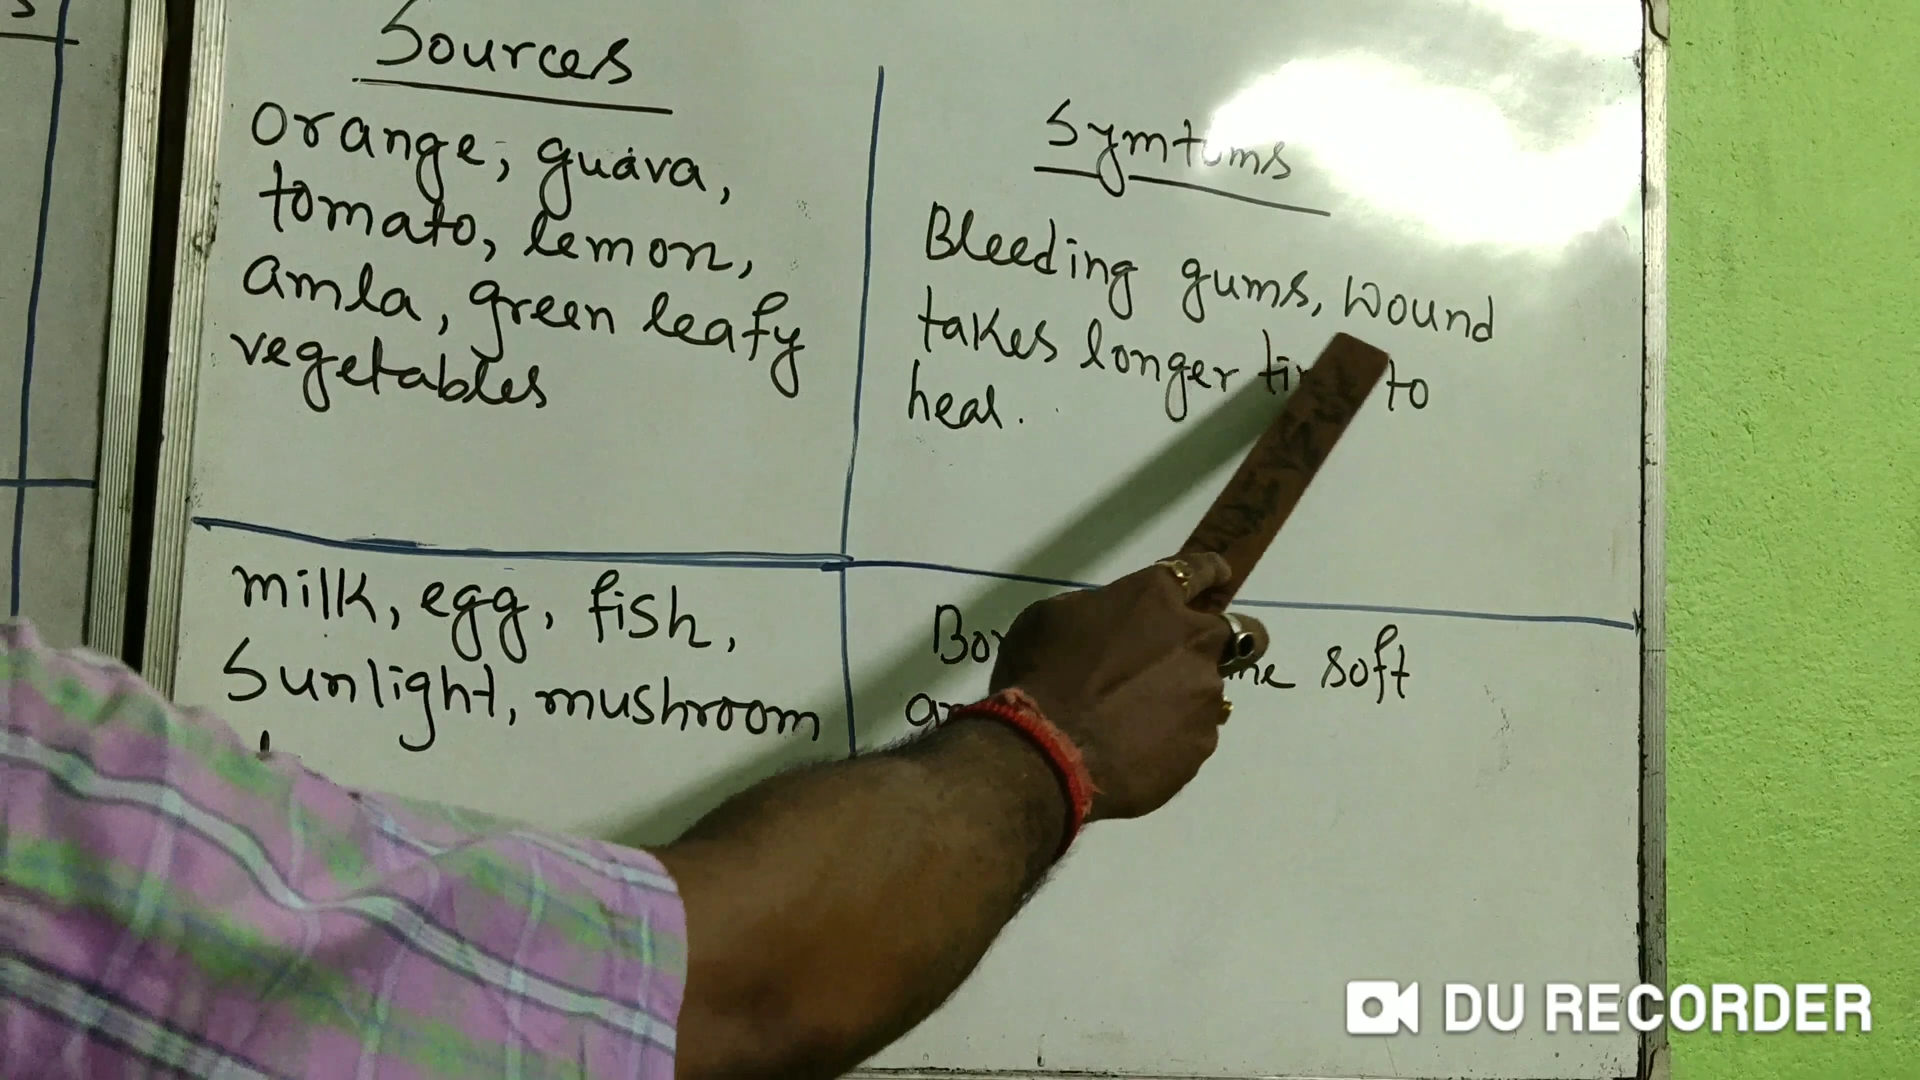 Sources
Orange, guava,
tomato, lemon,
amla, green leafy
vegetables
Symtoms
Bleeding gums, wound
takes longer to
heal.
milk, egg, fish,
Sunlight, mushroom
soft
DU RECORDER